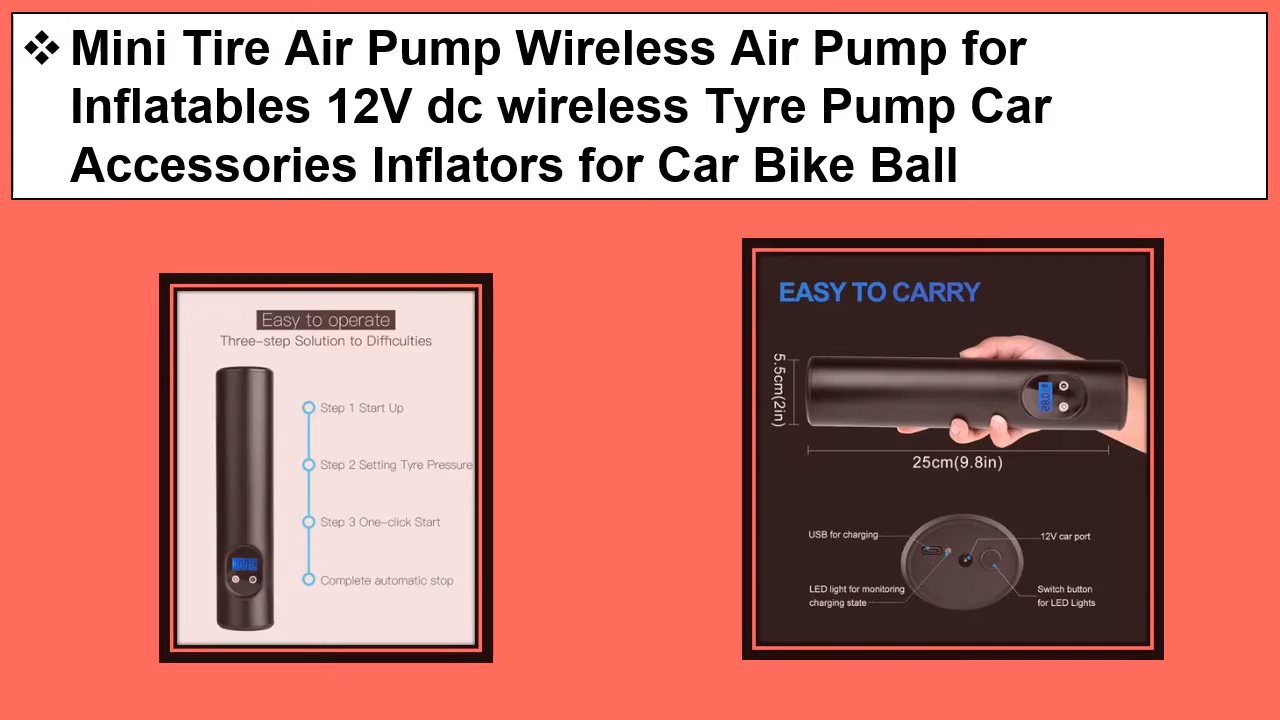 Mini Tire Air Pump Wireless Air Pump for
Inflatables 12V dc wireless Tyre Pump Car
Accessories Inflators for Car Bike Ball
Easy to operate
Three-step Solution to Difficulties
Step 1 Start Up
Step 2 Setting Tyre Pressure
Step 3 One-click Start
Complete automatic stop
EASY TO CARRY
5.5cm(2in)
25cm(9.8in)
USB for charging
12V car port
LED light for monitoring
charging state
Switch button
for LED Lights